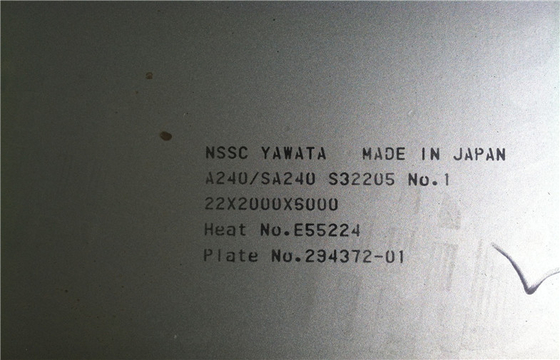 NSSC YAWATA MADE IN JAPAN
A240/SA240 S32205 No.1
22X2000X6000
Heat No.E55224
Plate No.294372-01